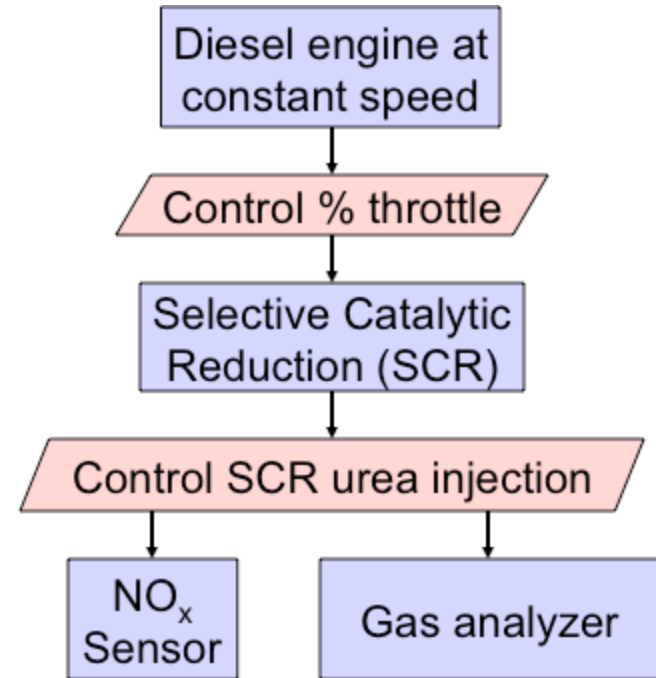 Diesel engine at
constant speed
Control % throttle
Selective Catalytic
Reduction (SCR)
Control SCR urea injection
NOx
Sensor
Gas analyzer